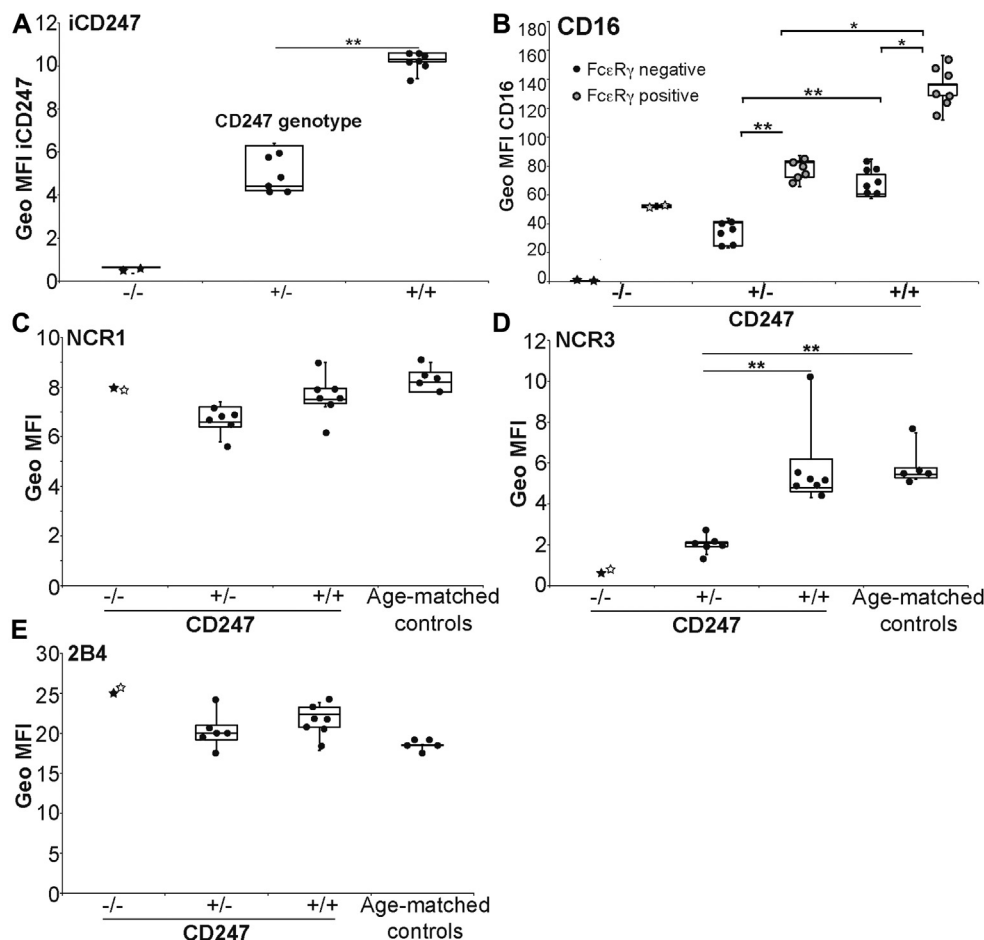 A iCD247
Geo MFI iCD247
12
10
8
6
4
2
0
**
CD247 genotype
-/- +/- +/+
B CD16
Geo MFI CD16
180
160
140
120
100
80
60
40
20
0
FcεRγ negative
FcεRγ positive
*
*
**
**
-/- +/- +/+
CD247
C NCR1
Geo MFI
10
8
6
4
2
0
-/- +/- +/+ Age-matched
CD247 controls
D NCR3
Geo MFI
12
10
8
6
4
2
0
**
**
-/- +/- +/+ Age-matched
CD247 controls
E 2B4
Geo MFI
30
25
20
15
10
5
0
-/- +/- +/+ Age-matched
CD247 controls